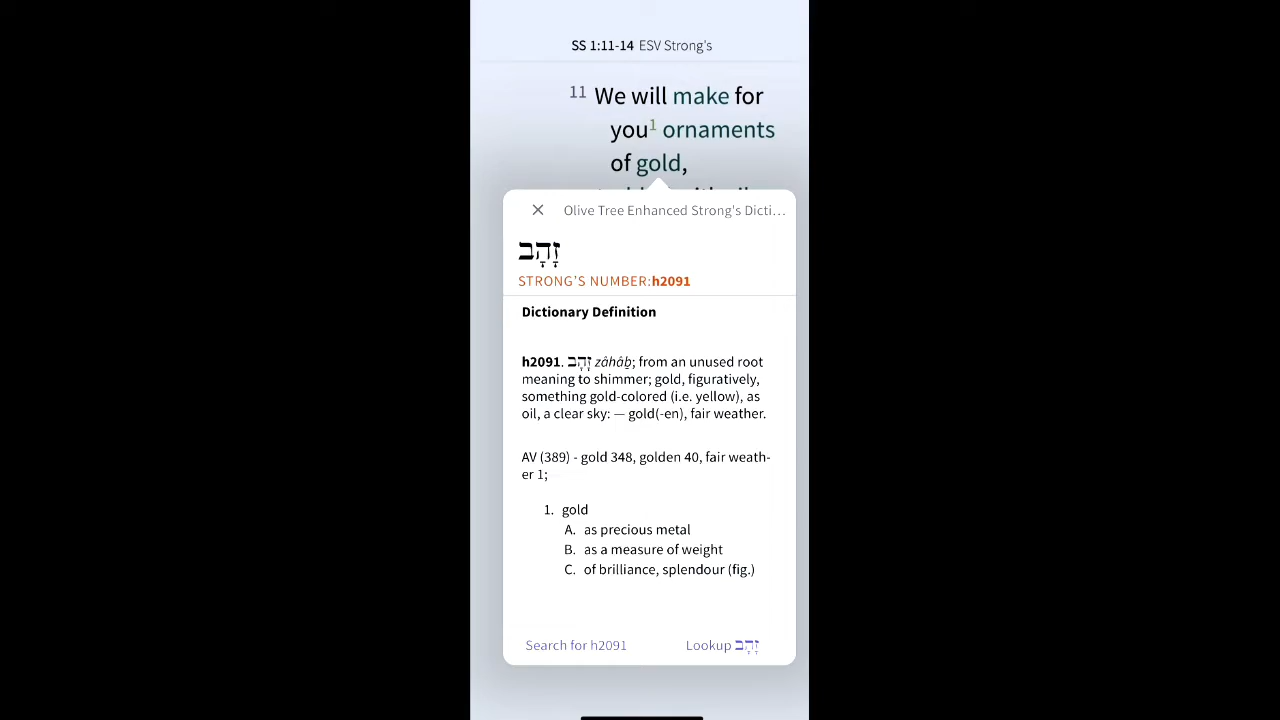 SS 1:11-14 ESV Strong's
11 We will make for
you1 ornaments
of gold,
Olive Tree Enhanced Strong's Dicti…
זָהָב
STRONG'S NUMBER:h2091
Dictionary Definition
h2091. זָהָב zâhâḇ; from an unused root
meaning to shimmer; gold, figuratively,
something gold-colored (i.e. yellow), as
oil, a clear sky: — gold(-en), fair weather.
AV (389) - gold 348, golden 40, fair weath-
er 1;
1. gold
A. as precious metal
B. as a measure of weight
C. of brilliance, splendour (fig.)
Search for h2091
Lookup זָהָב